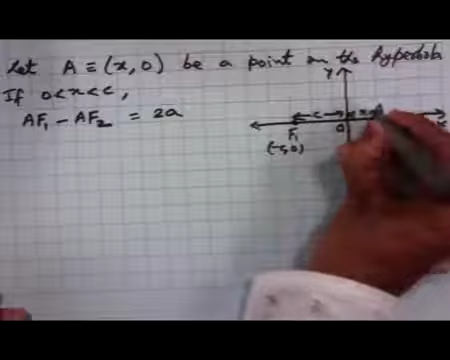 Let A ≡ (x, 0) be a point on the hyperbola
If 0 < x < c,
AF₁ - AF₂ = 2a
y
c
x
A
F₁
O
x
(-c, 0)